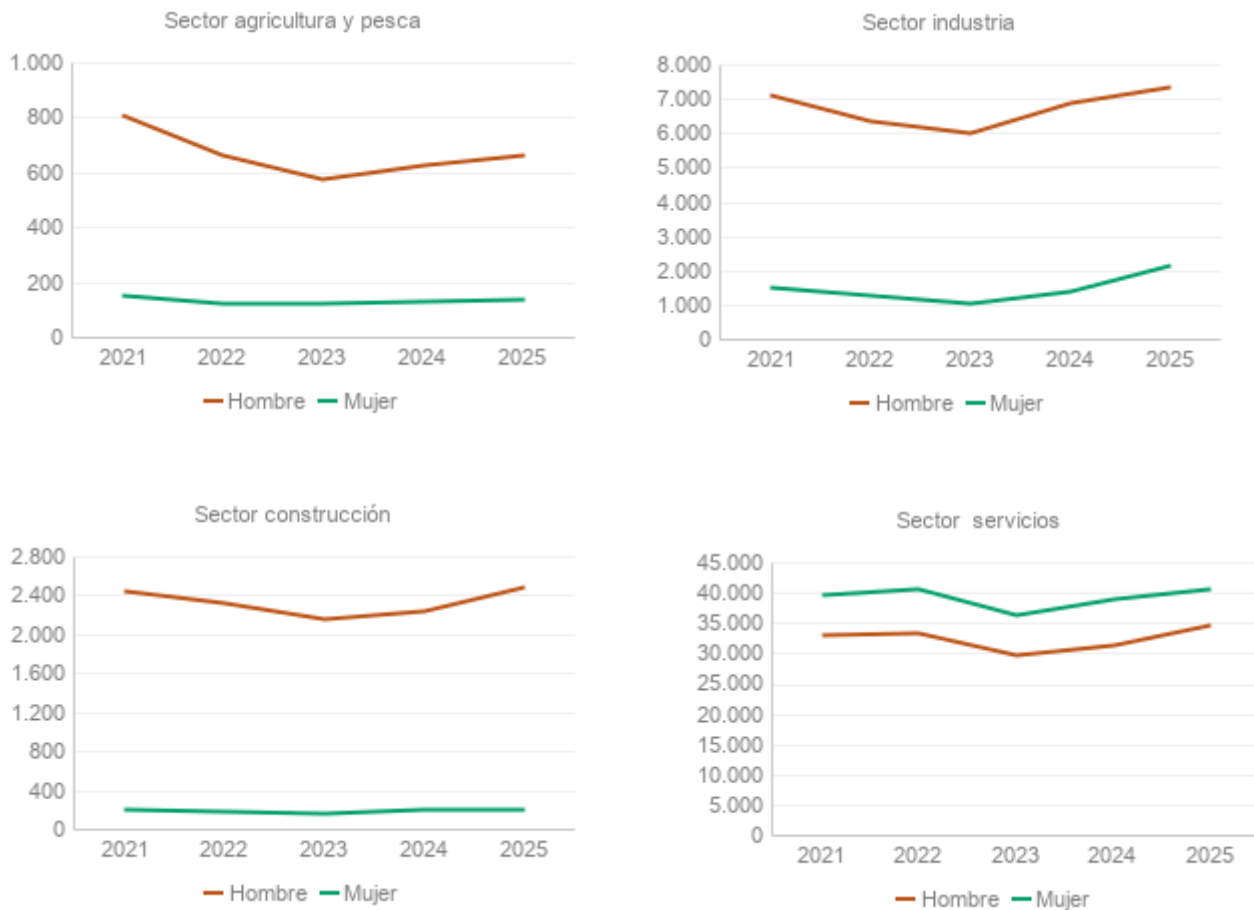 Sector agricultura y pesca
1.000
800
600
400
200
0
2021 2022 2023 2024 2025
Hombre Mujer
Sector industria
8.000
7.000
6.000
5.000
4.000
3.000
2.000
1.000
0
2021 2022 2023 2024 2025
Hombre Mujer
Sector construcción
2.800
2.400
2.000
1.600
1.200
800
400
0
2021 2022 2023 2024 2025
Hombre Mujer
Sector servicios
45.000
40.000
35.000
30.000
25.000
20.000
15.000
10.000
5.000
0
2021 2022 2023 2024 2025
Hombre Mujer